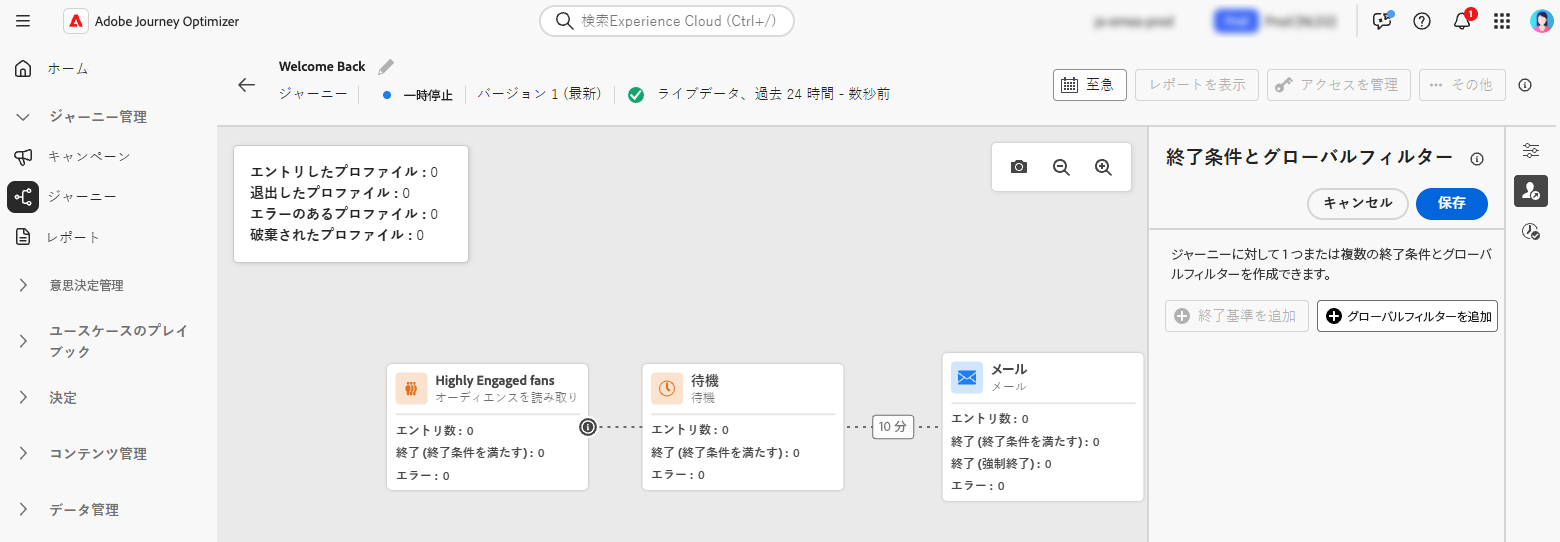 Adobe Journey Optimizer
検索Experience Cloud (Ctrl+/)
1
ホーム
ジャーニー管理
キャンペーン
ジャーニー
レポート
意思決定管理
ユースケースのプレイ
ブック
決定
コンテンツ管理
データ管理
Welcome Back
ジャーニー
一時停止
バージョン 1 (最新)
ライブデータ、過去 24 時間 - 数秒前
至急
レポートを表示
アクセスを管理
その他
エントリしたプロファイル : 0
退出したプロファイル : 0
エラーのあるプロファイル : 0
破棄されたプロファイル : 0
Highly Engaged fans
オーディエンスを読み取り
エントリ数 : 0
終了 (終了条件を満たす) : 0
エラー : 0
待機
待機
エントリ数 : 0
終了 (終了条件を満たす) : 0
エラー : 0
10 分
メール
メール
エントリ数 : 0
終了 (終了条件を満たす) : 0
終了 (強制終了) : 0
エラー : 0
終了条件とグローバルフィルター
キャンセル
保存
ジャーニーに対して 1 つまたは複数の終了条件とグローバ
ルフィルターを作成できます。
終了基準を追加
グローバルフィルターを追加